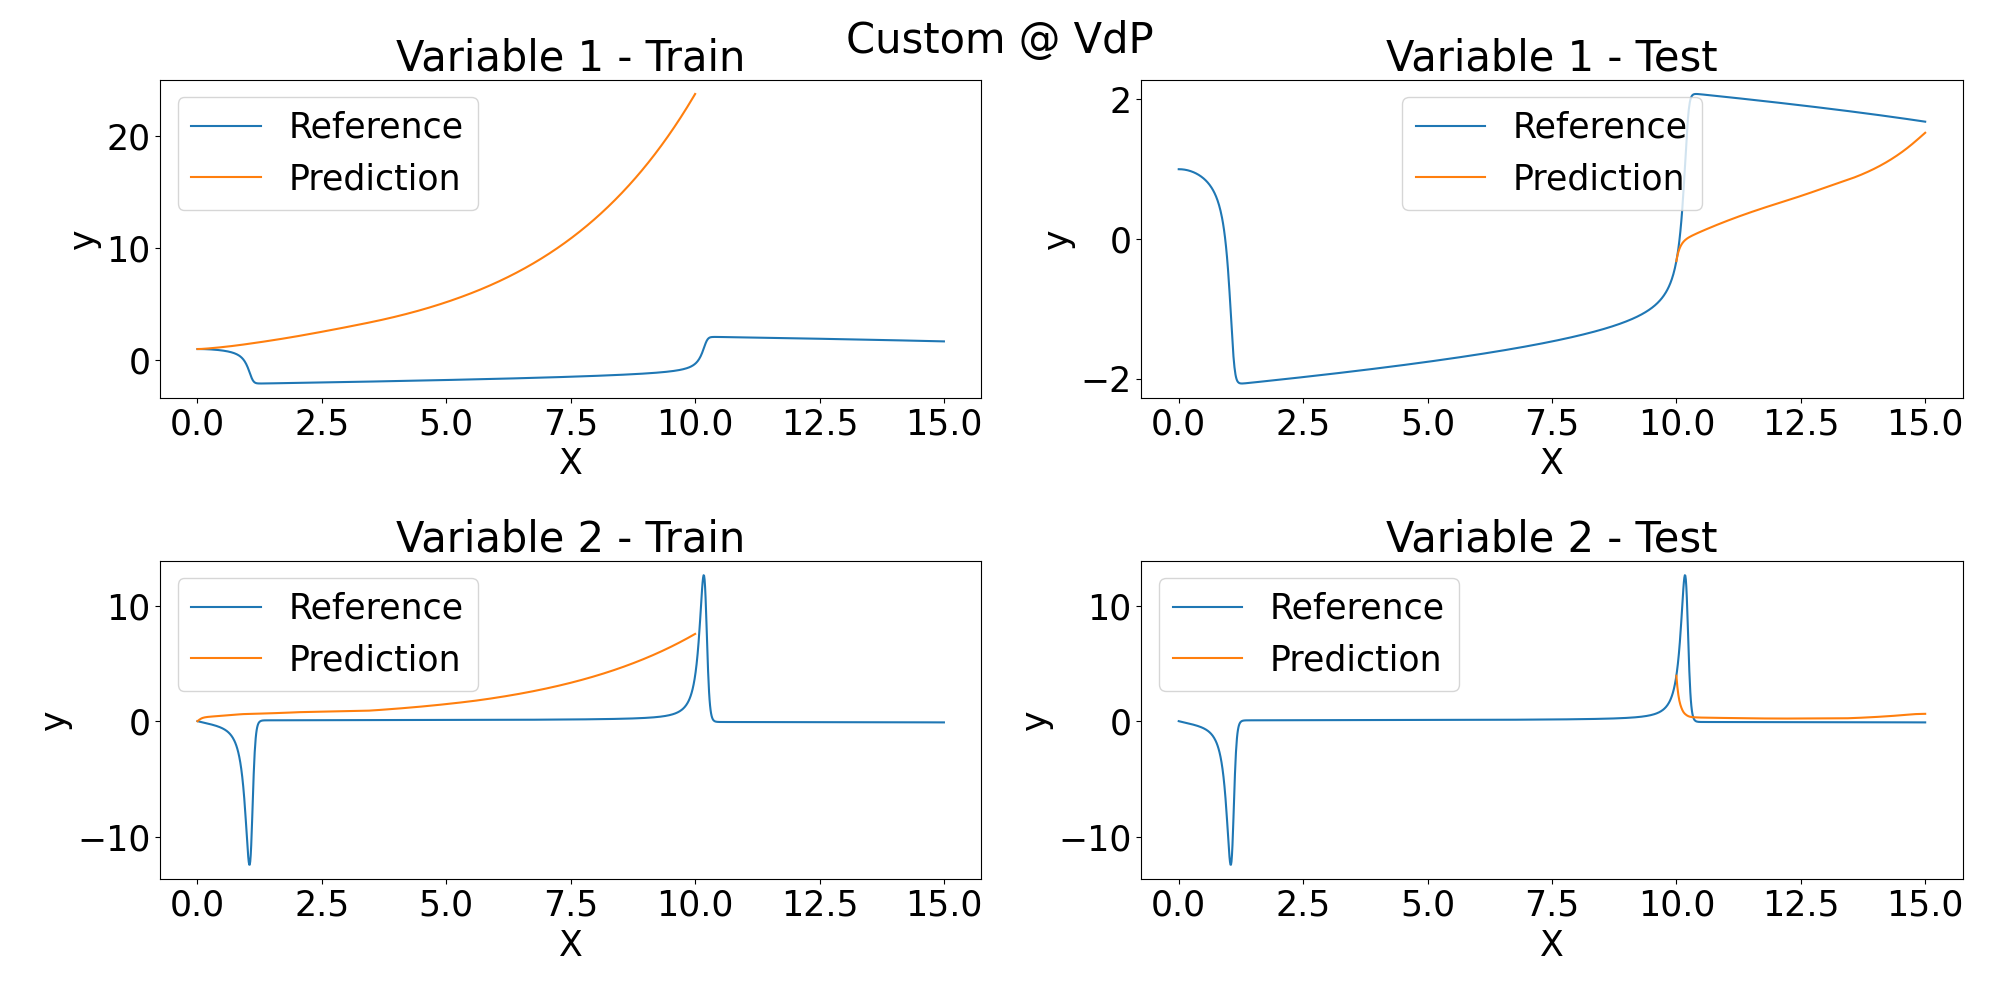 Custom @ VdP
Variable 1 - Train
Reference
Prediction
20
10
0
y
0.0 2.5 5.0 7.5 10.0 12.5 15.0
X
Variable 1 - Test
Reference
Prediction
2
0
−2
y
0.0 2.5 5.0 7.5 10.0 12.5 15.0
X
Variable 2 - Train
Reference
Prediction
10
0
−10
y
0.0 2.5 5.0 7.5 10.0 12.5 15.0
X
Variable 2 - Test
Reference
Prediction
10
0
−10
y
0.0 2.5 5.0 7.5 10.0 12.5 15.0
X